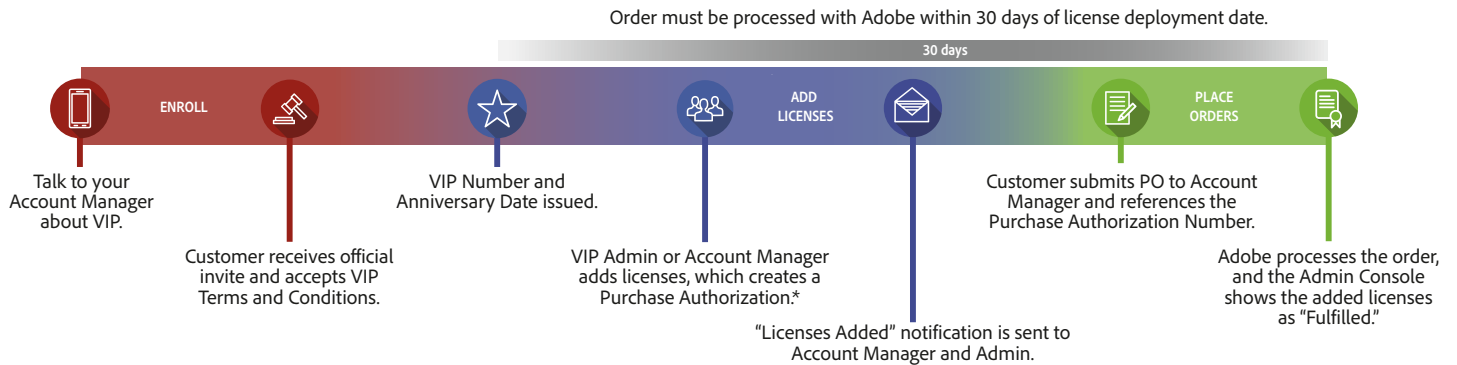 Order must be processed with Adobe within 30 days of license deployment date.
30 days
ENROLL
ADD
LICENSES
PLACE
ORDERS
Talk to your
Account Manager
about VIP.
Customer receives official
invite and accepts VIP
Terms and Conditions.
VIP Number and
Anniversary Date issued.
VIP Admin or Account Manager
adds licenses, which creates a
Purchase Authorization.*
“Licenses Added” notification is sent to
Account Manager and Admin.
Customer submits PO to Account
Manager and references the
Purchase Authorization Number.
Adobe processes the order,
and the Admin Console
shows the added licenses
as “Fulfilled.”